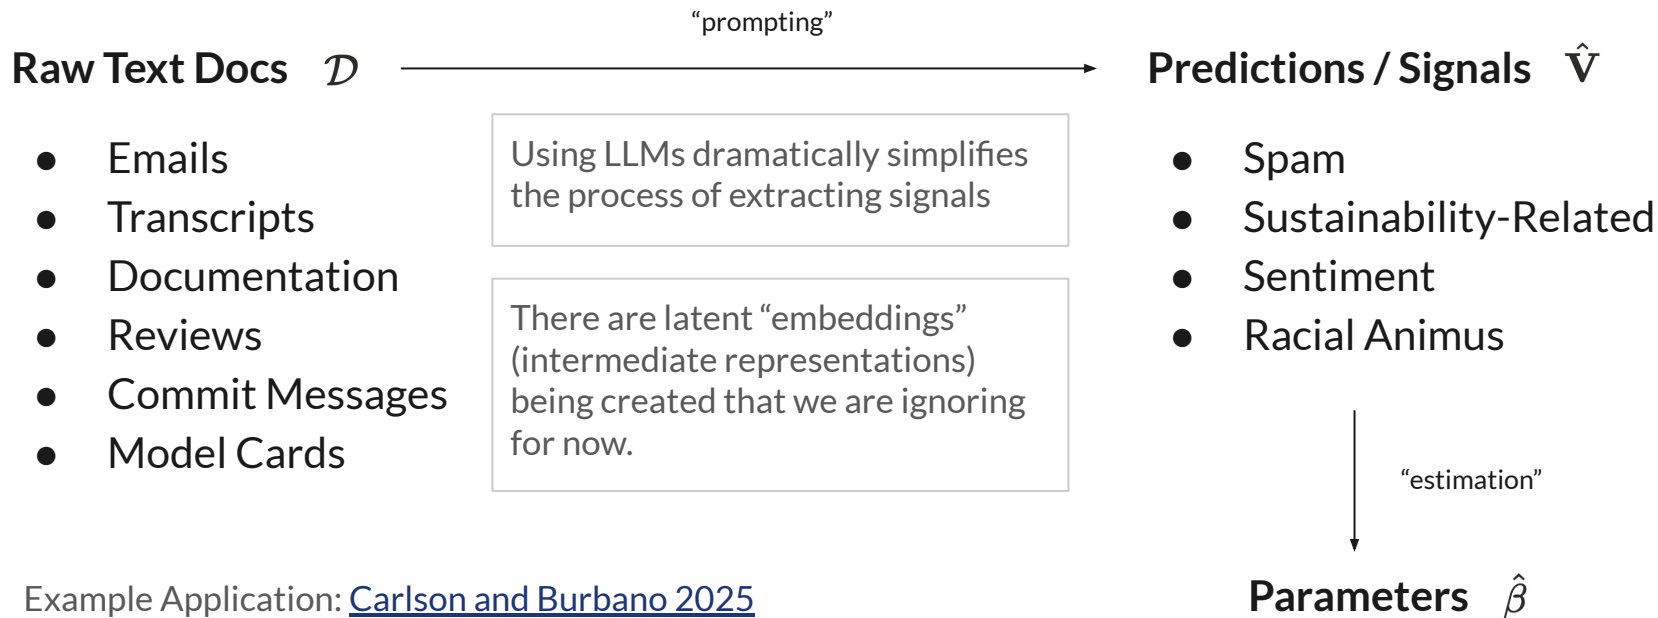 “prompting”
Raw Text Docs 𝒟
Predictions / Signals V̂
● Emails
● Transcripts
● Documentation
● Reviews
● Commit Messages
● Model Cards
Using LLMs dramatically simplifies
the process of extracting signals
There are latent “embeddings”
(intermediate representations)
being created that we are ignoring
for now.
● Spam
● Sustainability-Related
● Sentiment
● Racial Animus
“estimation”
Parameters β̂
Example Application: Carlson and Burbano 2025